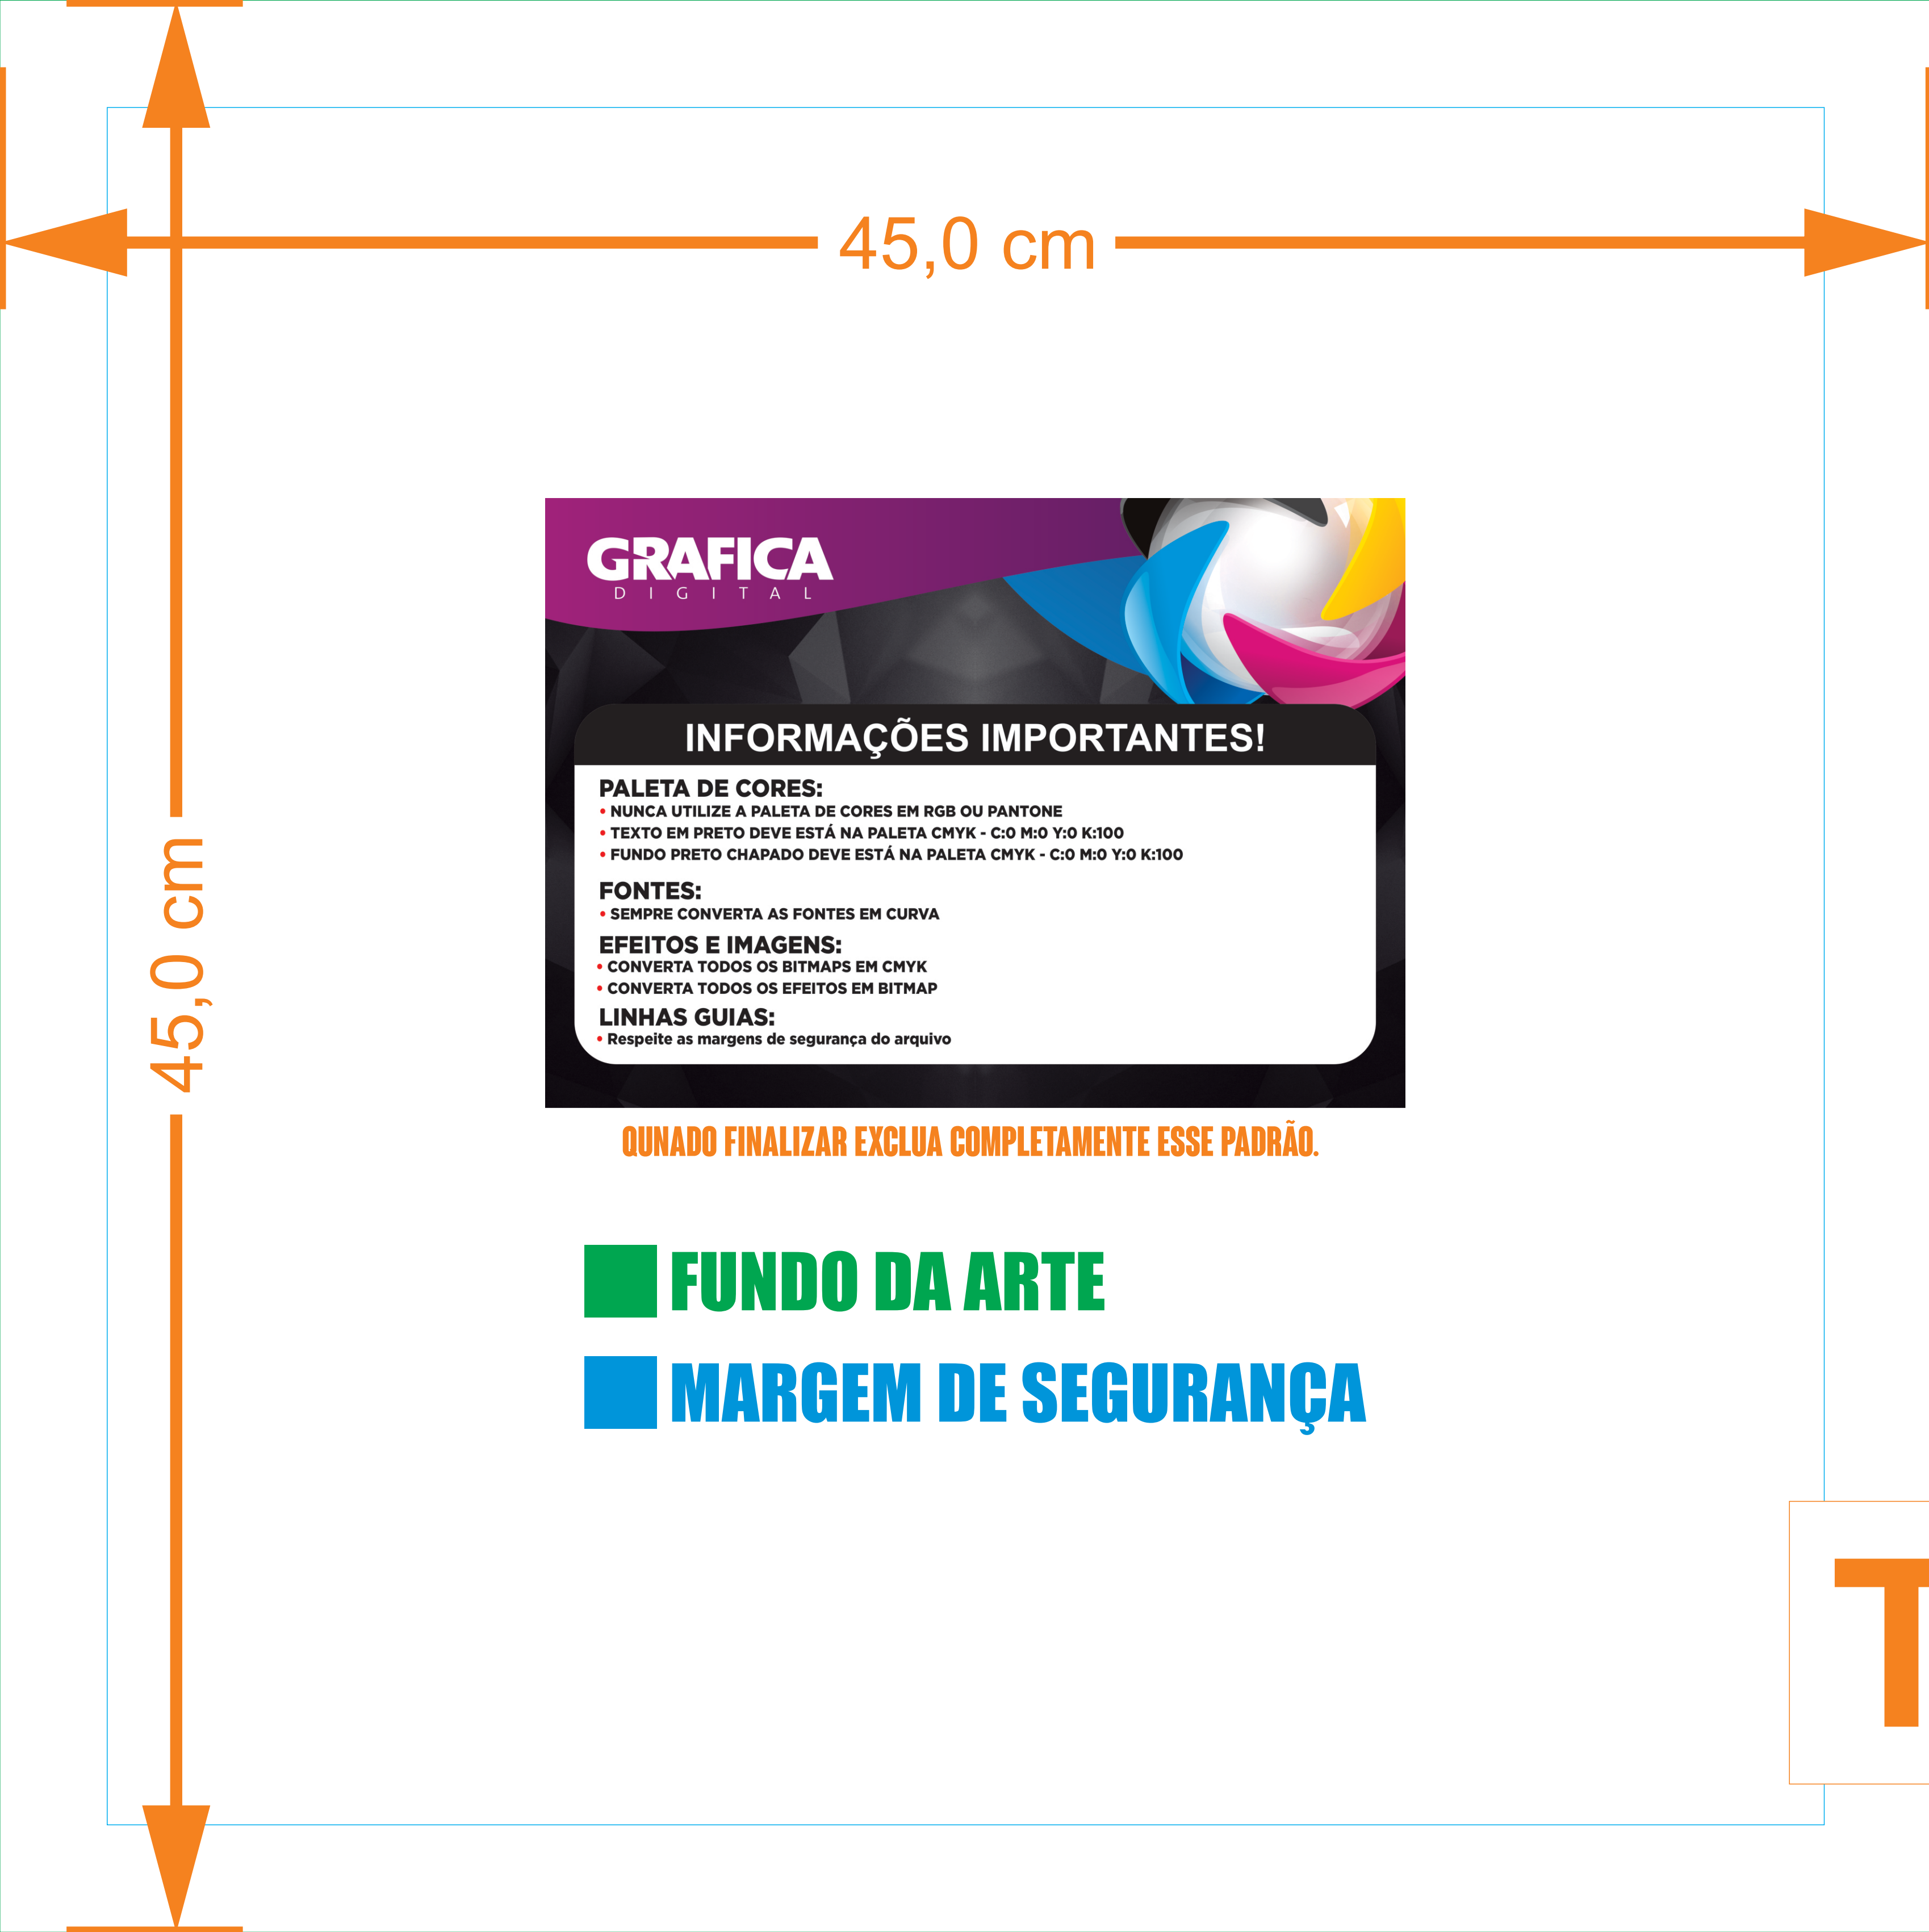 45,0 cm
45,0 cm
GRAFICA
DIGITAL
INFORMAÇÕES IMPORTANTES!
PALETA DE CORES:
• NUNCA UTILIZE A PALETA DE CORES EM RGB OU PANTONE
• TEXTO EM PRETO DEVE ESTÁ NA PALETA CMYK - C:0 M:0 Y:0 K:100
• FUNDO PRETO CHAPADO DEVE ESTÁ NA PALETA CMYK - C:0 M:0 Y:0 K:100
FONTES:
• SEMPRE CONVERTA AS FONTES EM CURVA
EFEITOS E IMAGENS:
• CONVERTA TODOS OS BITMAPS EM CMYK
• CONVERTA TODOS OS EFEITOS EM BITMAP
LINHAS GUIAS:
• Respeite as margens de segurança do arquivo
QUNADO FINALIZAR EXCLUA COMPLETAMENTE ESSE PADRÃO.
FUNDO DA ARTE
MARGEM DE SEGURANÇA
T